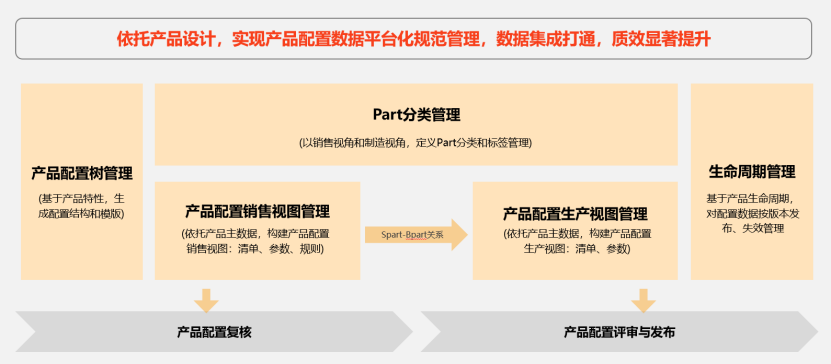 依托产品设计，实现产品配置数据平台化规范管理，数据集成打通，质效显著提升
产品配置树管理
(基于产品特性，生
成配置结构和模版)
Part分类管理
(以销售视角和制造视角，定义Part分类和标签管理)
产品配置销售视图管理
(依托产品主数据，构建产品配置
销售视图：清单、参数、规则)
Spart-Bpart关系
产品配置生产视图管理
(依托产品主数据，构建产品配置
生产视图：清单、参数)
生命周期管理
基于产品生命周期，
对配置数据按版本发
布、失效管理
产品配置复核
产品配置评审与发布